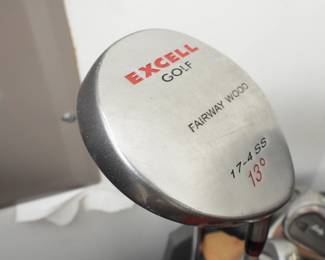 EXCELL
GOLF
FAIRWAY WOOD
17-4 SS
13°